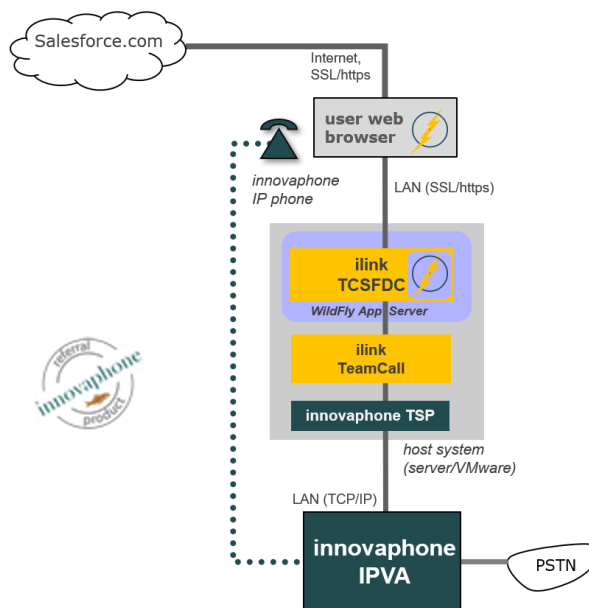 Salesforce.com
Internet,
SSL/https
user web
browser
innovaphone
IP phone
LAN (SSL/https)
ilink
TCSFDC
WildFly App Server
ilink
TeamCall
innovaphone TSP
referral
innovaphone
product
host system
(server/VMware)
LAN (TCP/IP)
innovaphone
IPVA
PSTN